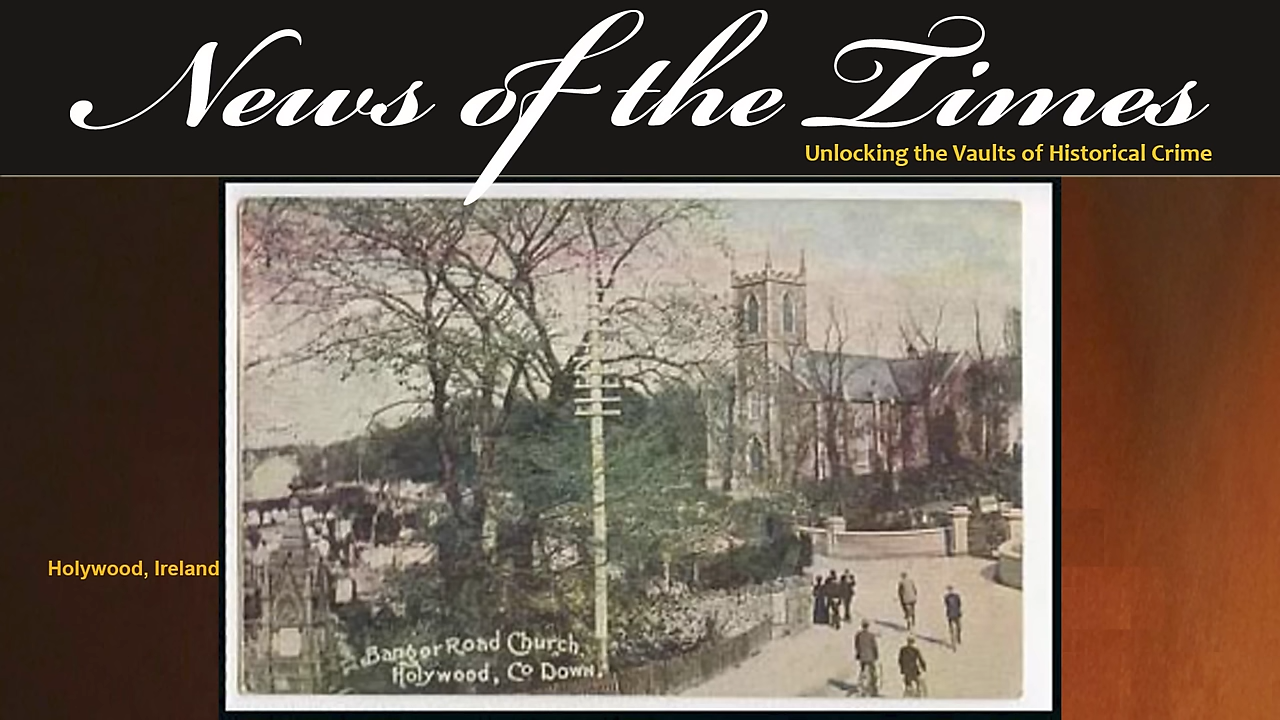 News of the Times
Unlocking the Vaults of Historical Crime
Holywood, Ireland
Bangor Road Church,
Holywood, Co Down.